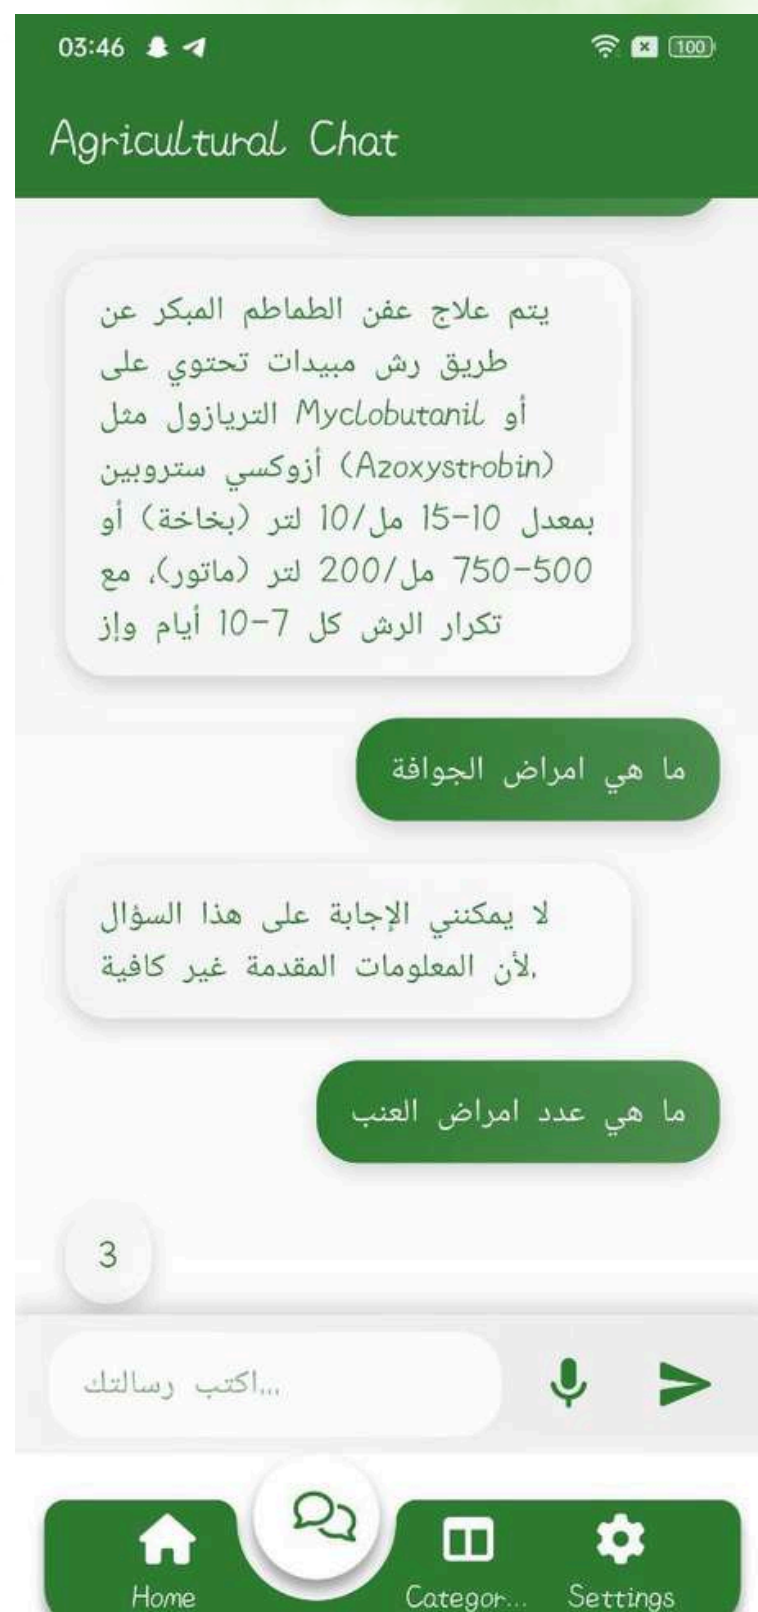 03:46
100
Agricultural Chat
يتم علاج عفن الطماطم المبكر عن
طريق رش مبيدات تحتوي على
أو Myclobutanil التريازول مثل
(Azoxystrobin) أزوكسي ستروبين
بمعدل 10-15 مل/10 لتر (بخاخة) أو
500-750 مل/200 لتر (ماتور)، مع
تكرار الرش كل 7-10 أيام وإز
ما هي امراض الجوافة
لا يمكنني الإجابة على هذا السؤال
لأن المعلومات المقدمة غير كافية.
ما هي عدد امراض العنب
3
اكتب رسالتك...
Home
Categor...
Settings